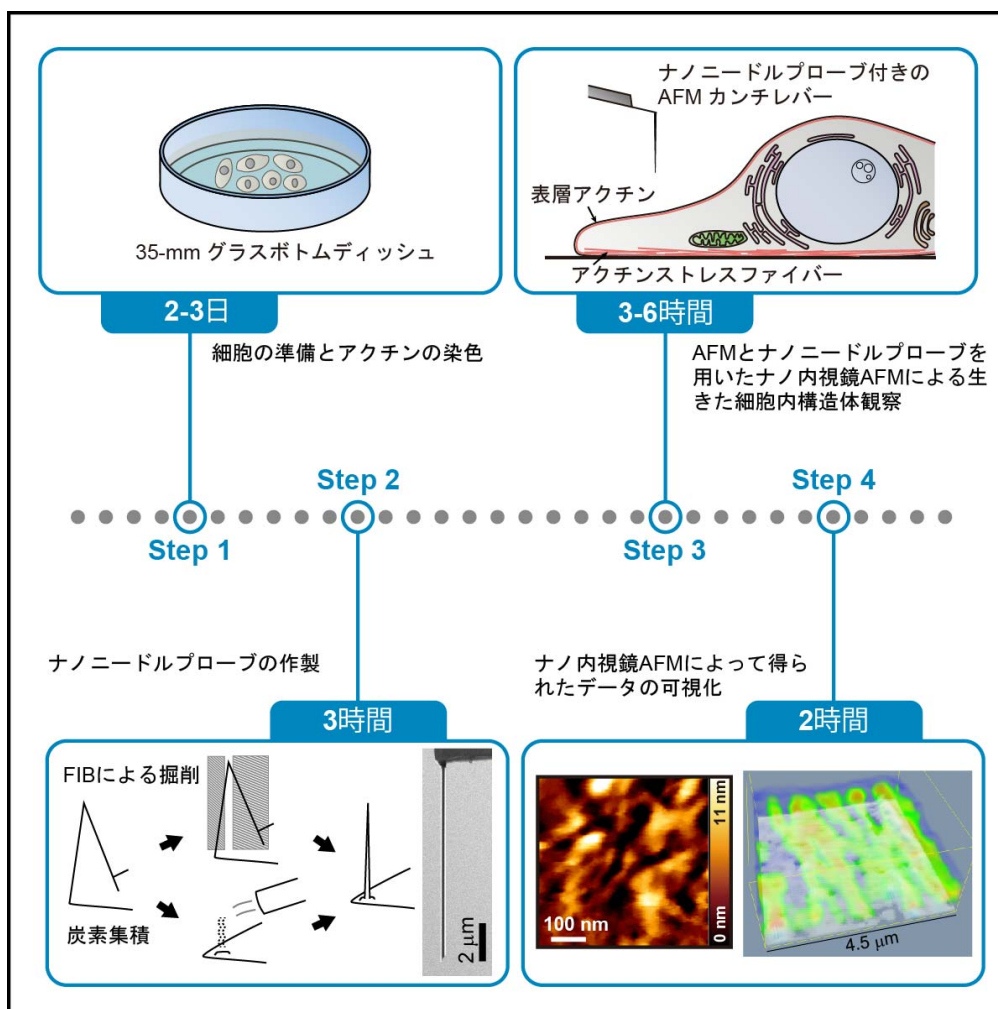 35-mm グラスボトムディッシュ
2-3日
細胞の準備とアクチンの染色
ナノニードルプローブ付きの
AFM カンチレバー
表層アクチン
アクチンストレスファイバー
3-6時間
AFMとナノニードルプローブを
用いたナノ内視鏡AFMによる生
きた細胞内構造体観察
Step 1
Step 2
Step 3
Step 4
ナノニードルプローブの作製
3時間
FIBによる掘削
炭素集積
2 μm
ナノ内視鏡AFMによって得ら
れたデータの可視化
2時間
11 nm
0 nm
100 nm
4.5 μm